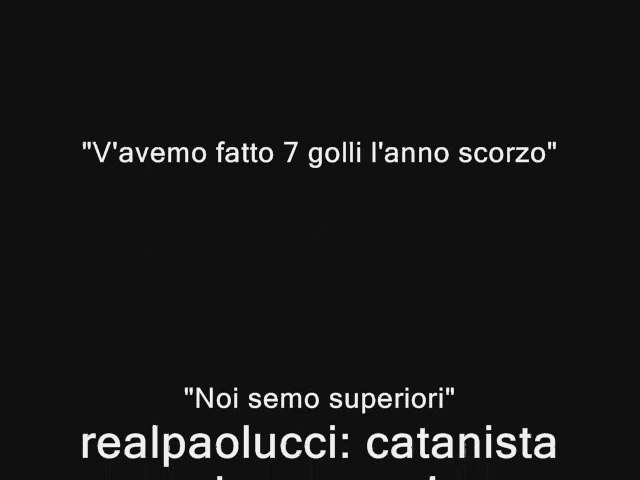 "V'avemo fatto 7 golli l'anno scorzo"
"Noi semo superiori"
realpaolucci: catanista